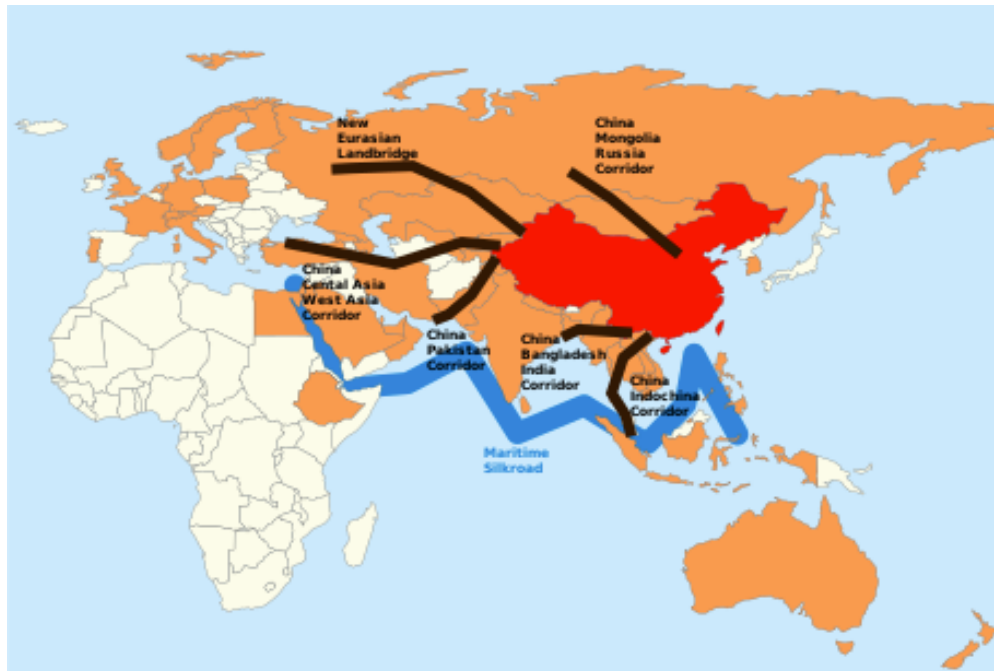 New
Eurasian
Landbridge
China
Mongolia
Russia
Corridor
China
Cental Asia
West Asia
Corridor
China
Pakistan
Corridor
China
Bangladesh
India
Corridor
China
Indochina
Corridor
Maritime
Silkroad